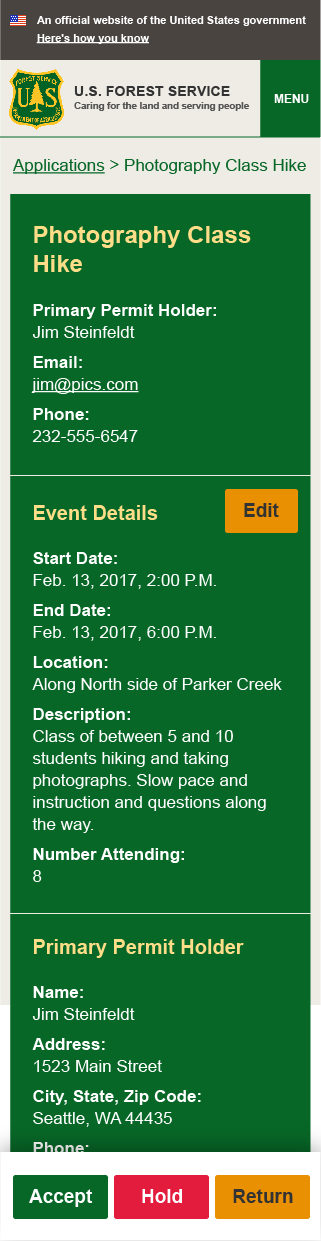 An official website of the United States government
Here's how you know
FOREST SERVICE
U S
DEPARTMENT OF AGRICULTURE
U.S. FOREST SERVICE
Caring for the land and serving people
MENU
Applications > Photography Class Hike
Photography Class
Hike
Primary Permit Holder:
Jim Steinfeldt
Email:
jim@pics.com
Phone:
232-555-6547
Event Details
Edit
Start Date:
Feb. 13, 2017, 2:00 P.M.
End Date:
Feb. 13, 2017, 6:00 P.M.
Location:
Along North side of Parker Creek
Description:
Class of between 5 and 10
students hiking and taking
photographs. Slow pace and
instruction and questions along
the way.
Number Attending:
8
Primary Permit Holder
Name:
Jim Steinfeldt
Address:
1523 Main Street
City, State, Zip Code:
Seattle, WA 44435
Phone:
Accept
Hold
Return